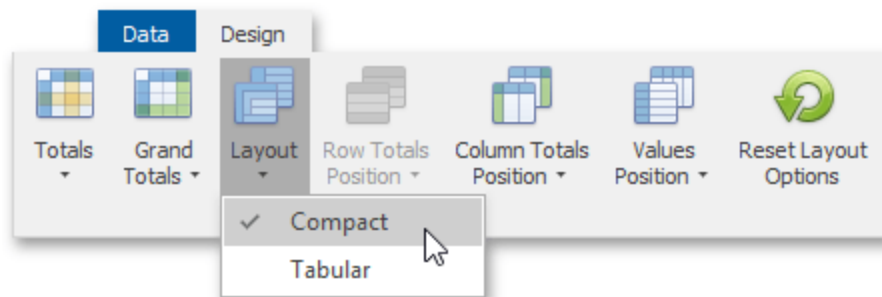 Data Design
Totals Grand Layout Row Totals Column Totals Values Reset Layout
Totals Position Position Position Options
Compact
Tabular